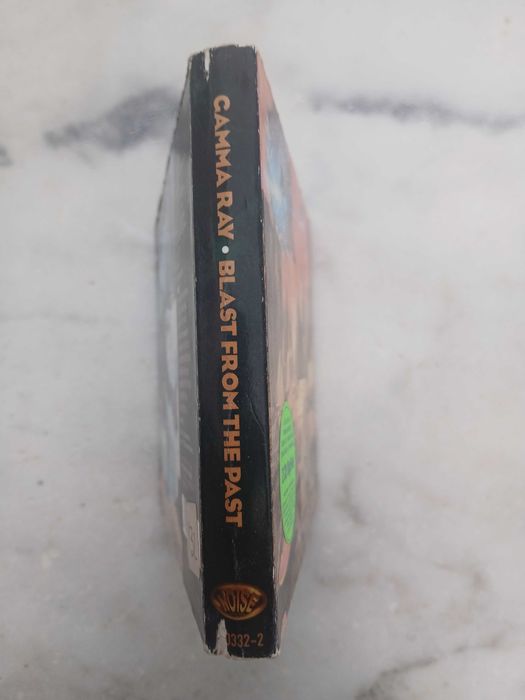 GAMMA RAY • BLAST FROM THE PAST
NOISE
0332-2